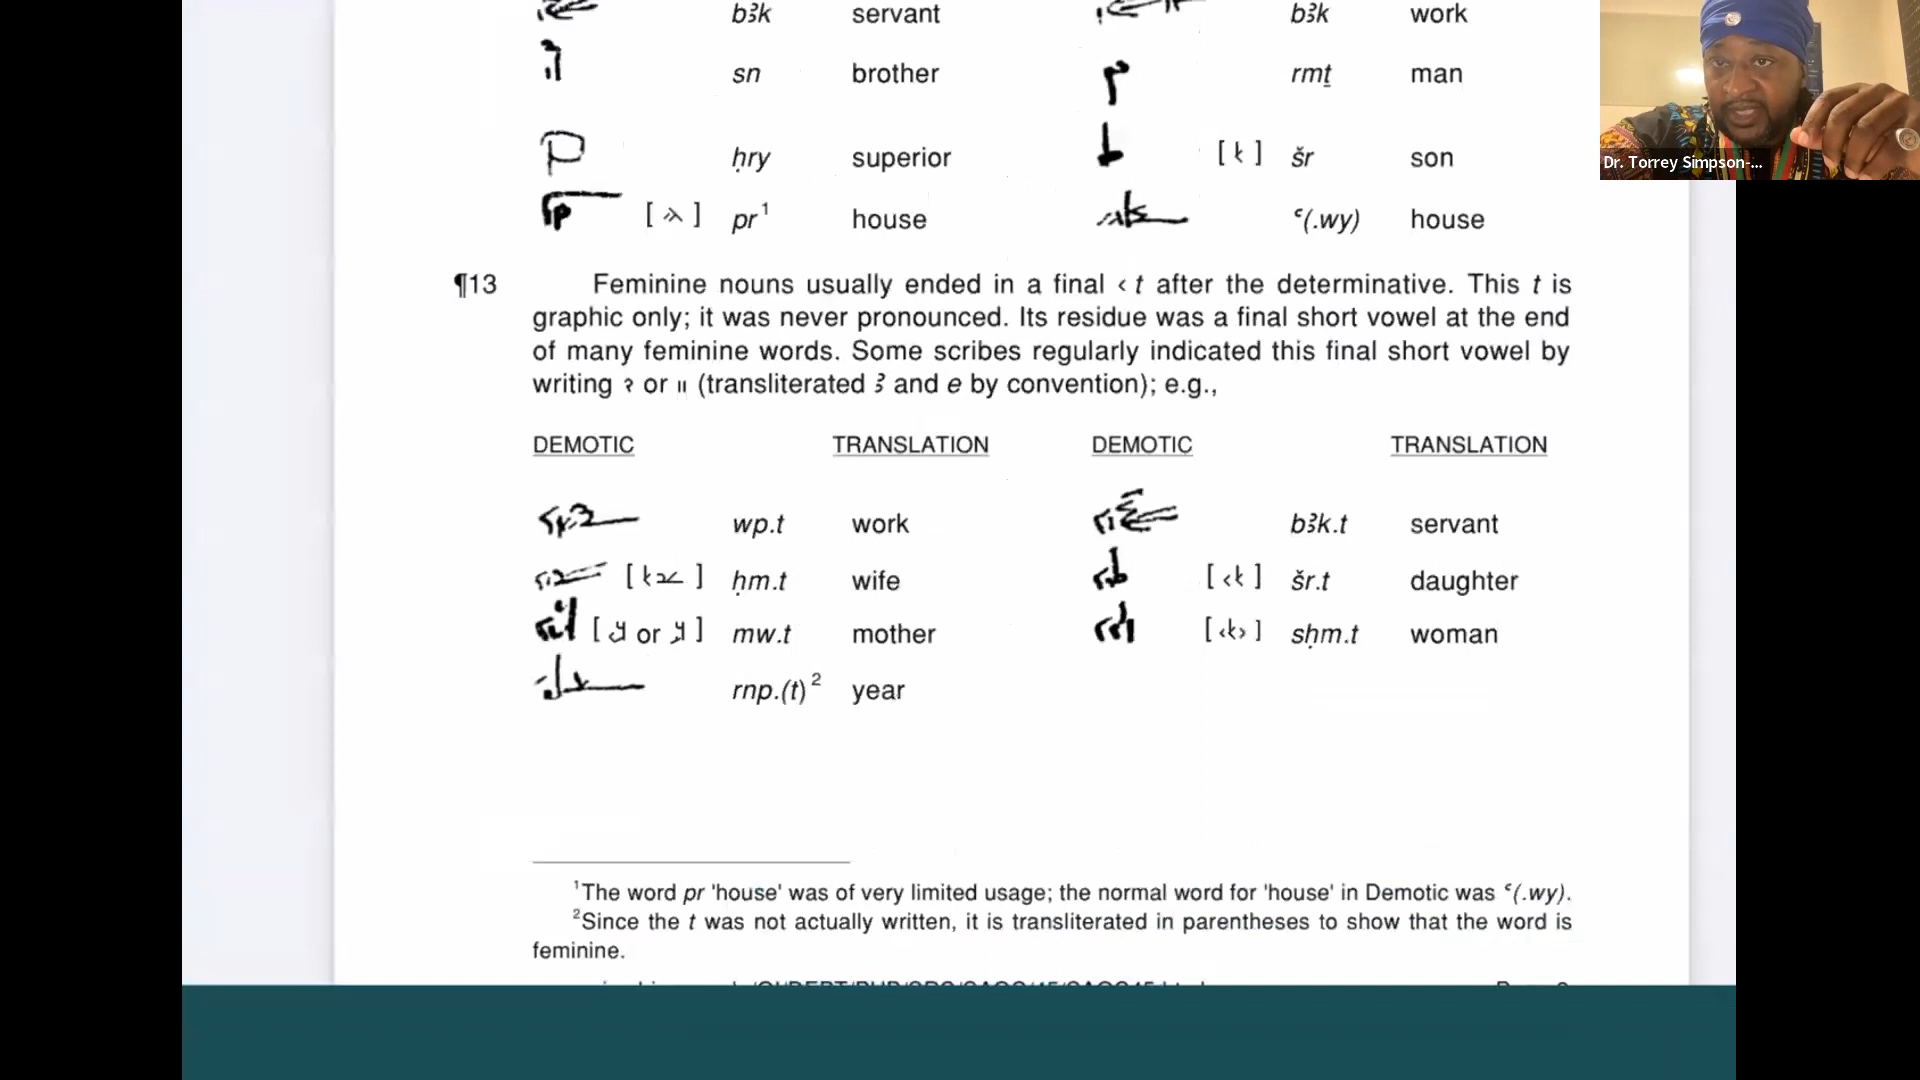 bꜣk servant bꜣk work
sn brother rmṯ man
ḥry superior šr son
pr¹ house ꜥ(.wy) house
Dr. Torrey Simpson-...
¶13 Feminine nouns usually ended in a final t after the determinative. This t is
graphic only; it was never pronounced. Its residue was a final short vowel at the end
of many feminine words. Some scribes regularly indicated this final short vowel by
writing or (transliterated ꜣ and e by convention); e.g.,
DEMOTIC TRANSLATION DEMOTIC TRANSLATION
wp.t work bꜣk.t servant
ḥm.t wife šr.t daughter
[ or ] mw.t mother sḥm.t woman
rnp.(t)² year
¹The word pr 'house' was of very limited usage; the normal word for 'house' in Demotic was ꜥ(.wy).
²Since the t was not actually written, it is transliterated in parentheses to show that the word is
feminine.